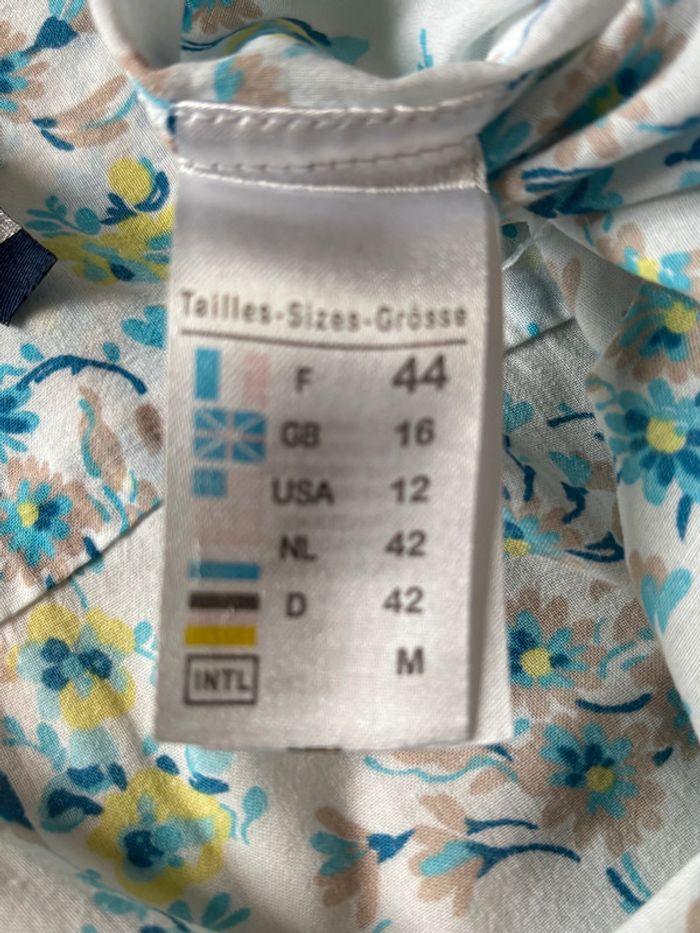 Tailles-Sizes-Grösse
F 44
GB 16
USA 12
NL 42
D 42
INTL M